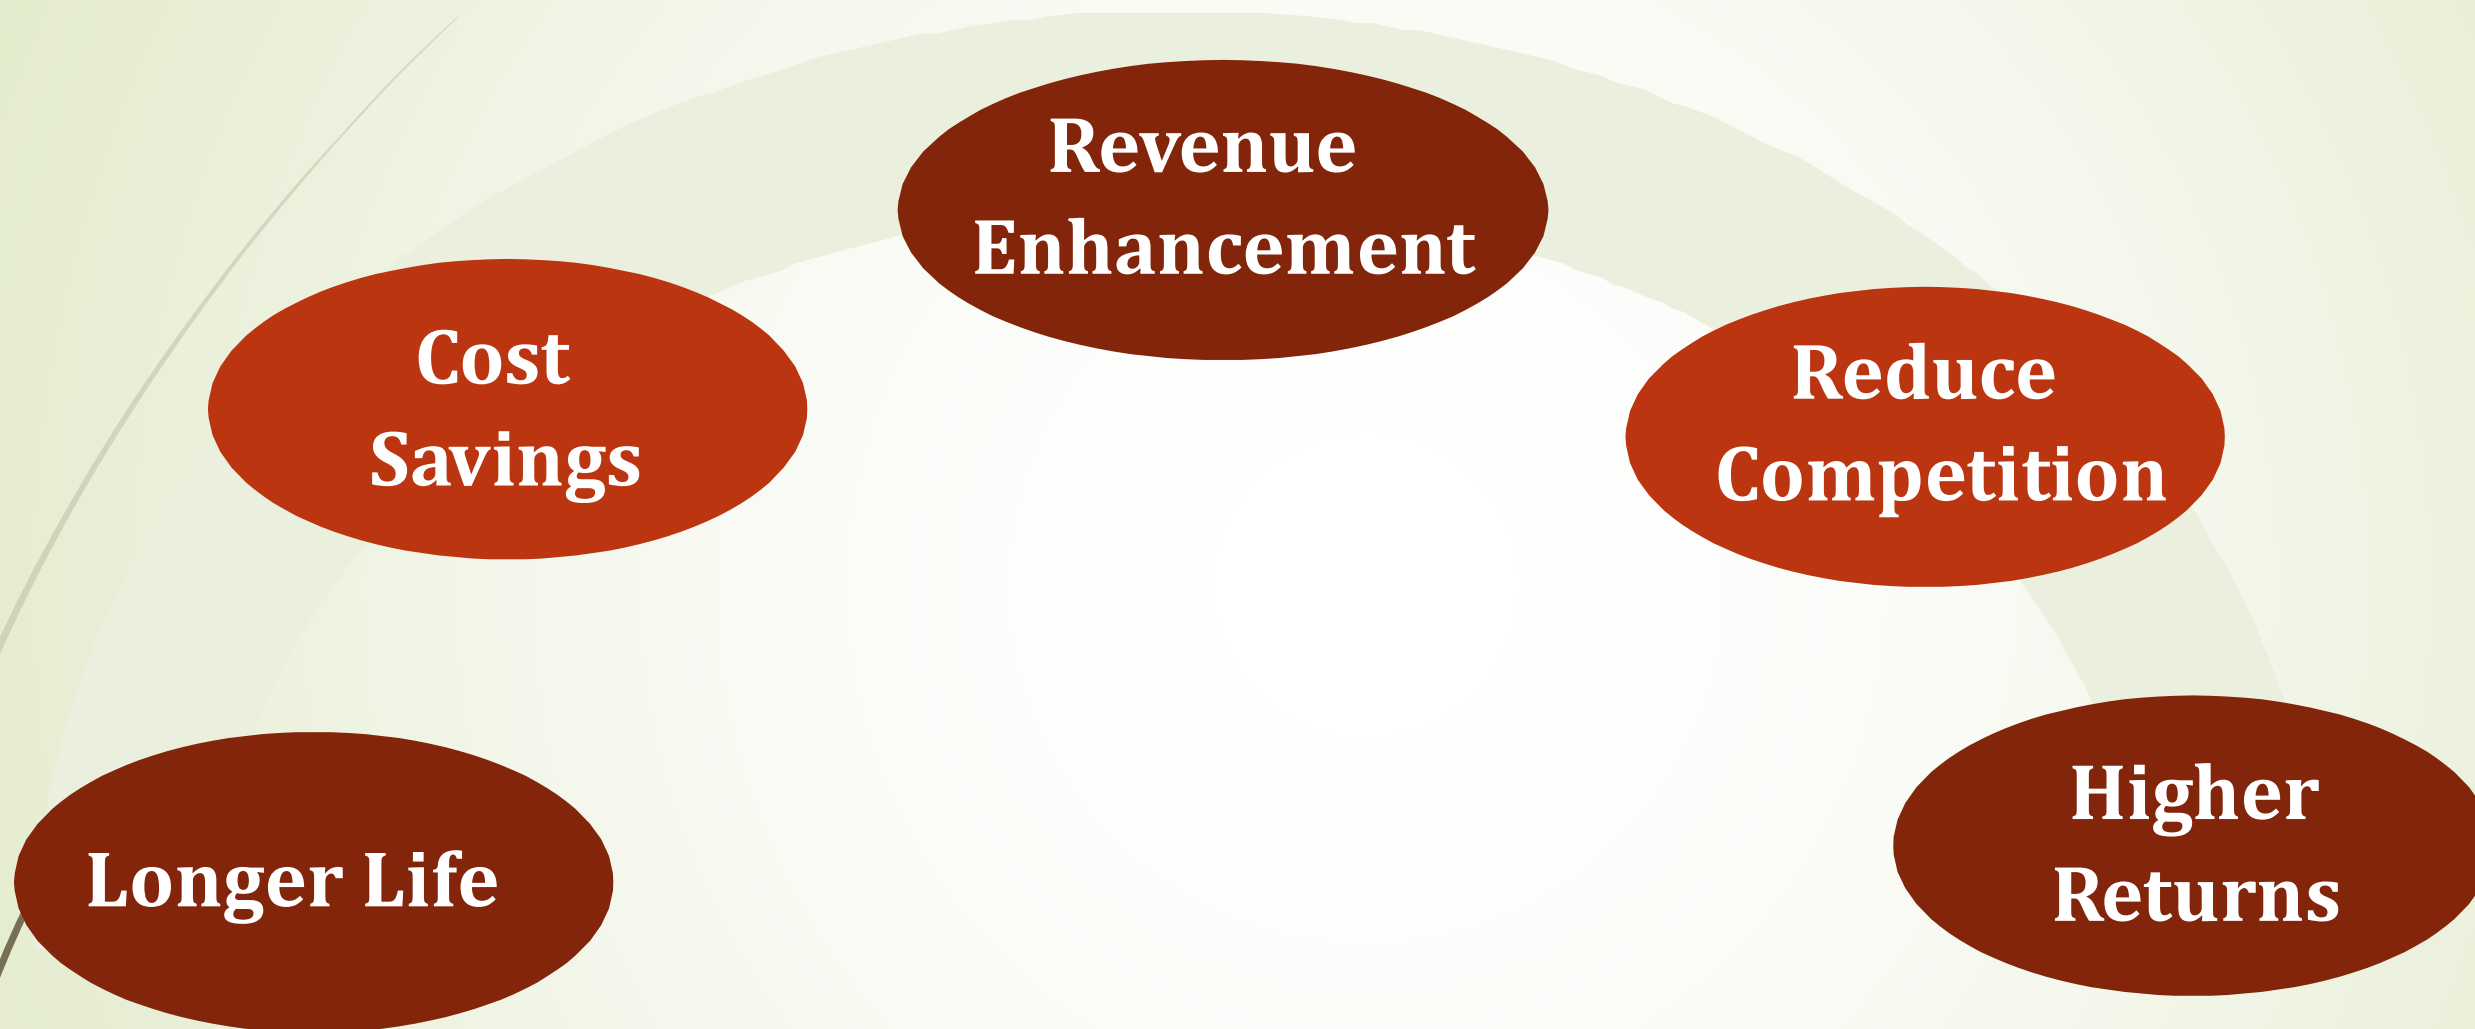 Revenue
Enhancement
Cost
Savings
Reduce
Competition
Longer Life
Higher
Returns